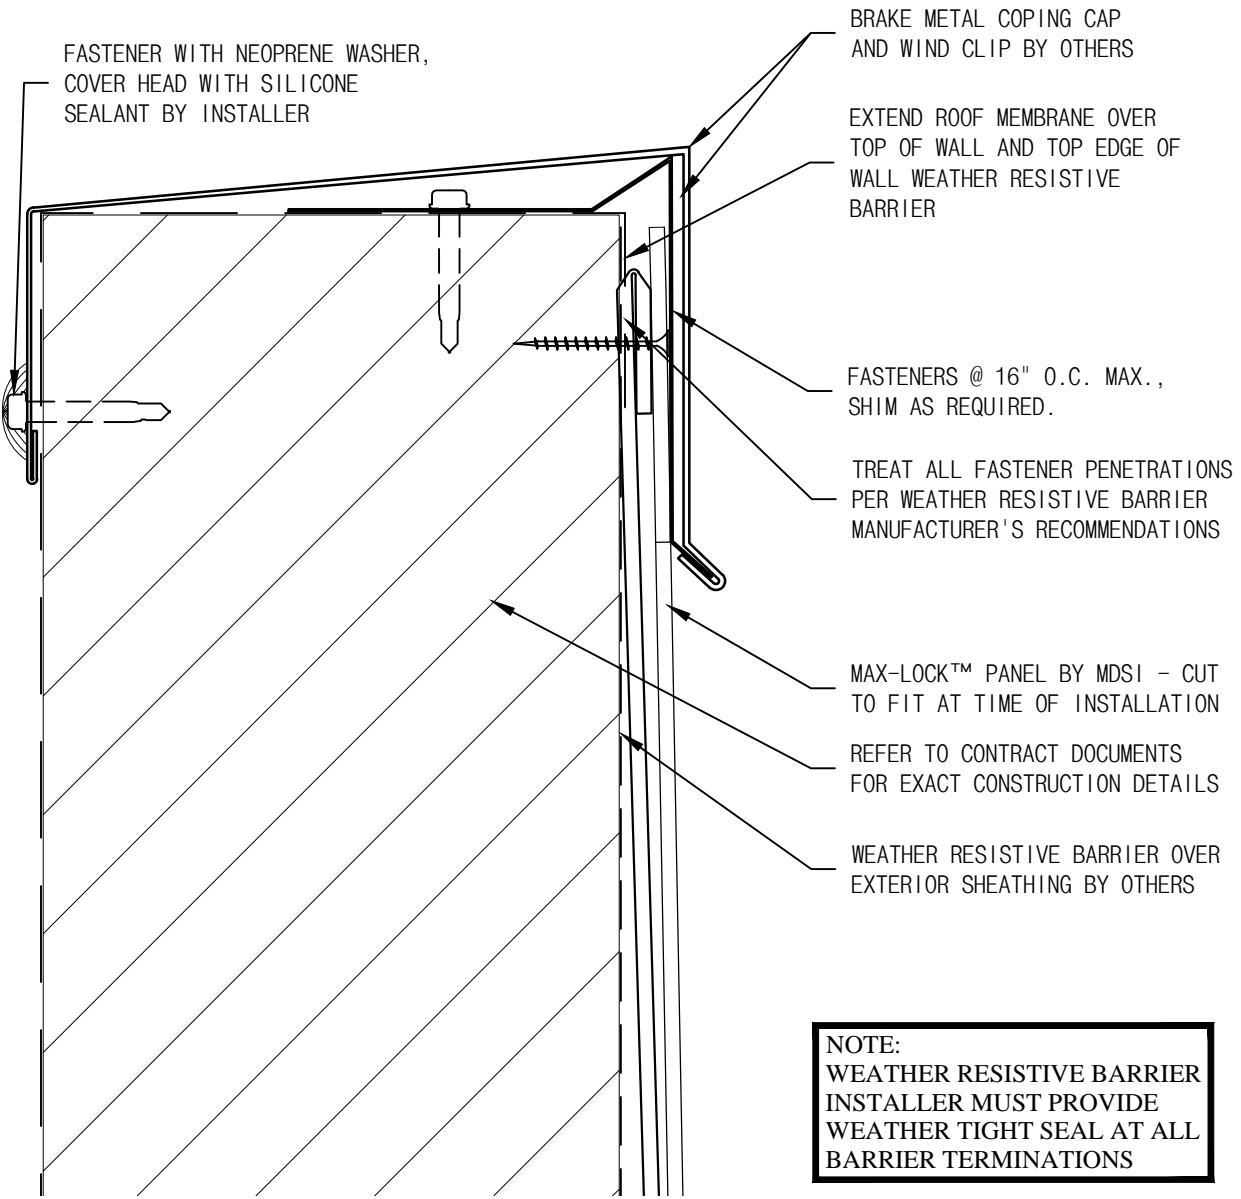 FASTENER WITH NEOPRENE WASHER,
COVER HEAD WITH SILICONE
SEALANT BY INSTALLER
BRAKE METAL COPING CAP
AND WIND CLIP BY OTHERS
EXTEND ROOF MEMBRANE OVER
TOP OF WALL AND TOP EDGE OF
WALL WEATHER RESISTIVE
BARRIER
FASTENERS @ 16" O.C. MAX.,
SHIM AS REQUIRED.
TREAT ALL FASTENER PENETRATIONS
PER WEATHER RESISTIVE BARRIER
MANUFACTURER'S RECOMMENDATIONS
MAX-LOCK™ PANEL BY MDSI - CUT
TO FIT AT TIME OF INSTALLATION
REFER TO CONTRACT DOCUMENTS
FOR EXACT CONSTRUCTION DETAILS
WEATHER RESISTIVE BARRIER OVER
EXTERIOR SHEATHING BY OTHERS
NOTE:
WEATHER RESISTIVE BARRIER
INSTALLER MUST PROVIDE
WEATHER TIGHT SEAL AT ALL
BARRIER TERMINATIONS